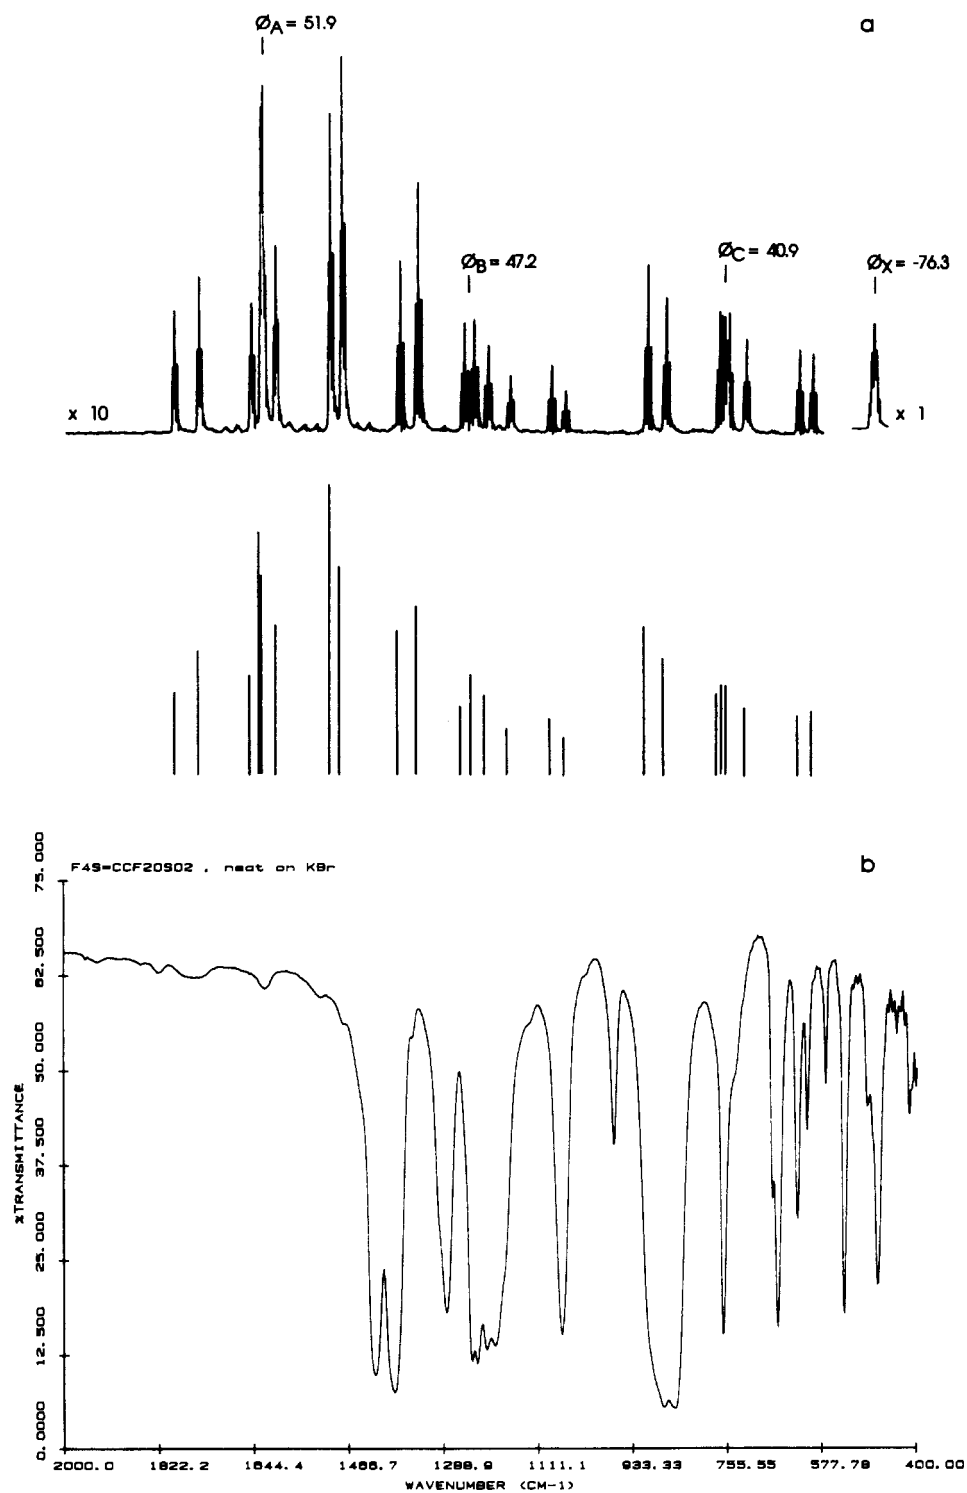 ØA = 51.9
a
ØB = 47.2
ØC = 40.9
ØX = -76.3
x 10
x 1
b
F4S=CCF2OSO2 , neat on KBr
75.000
62.500
50.000
37.500
25.000
12.500
0.0000
%TRANSMITTANCE
2000.0 1822.2 1644.4 1466.7 1288.9 1111.1 933.33 755.55 577.78 400.00
WAVENUMBER (CM-1)